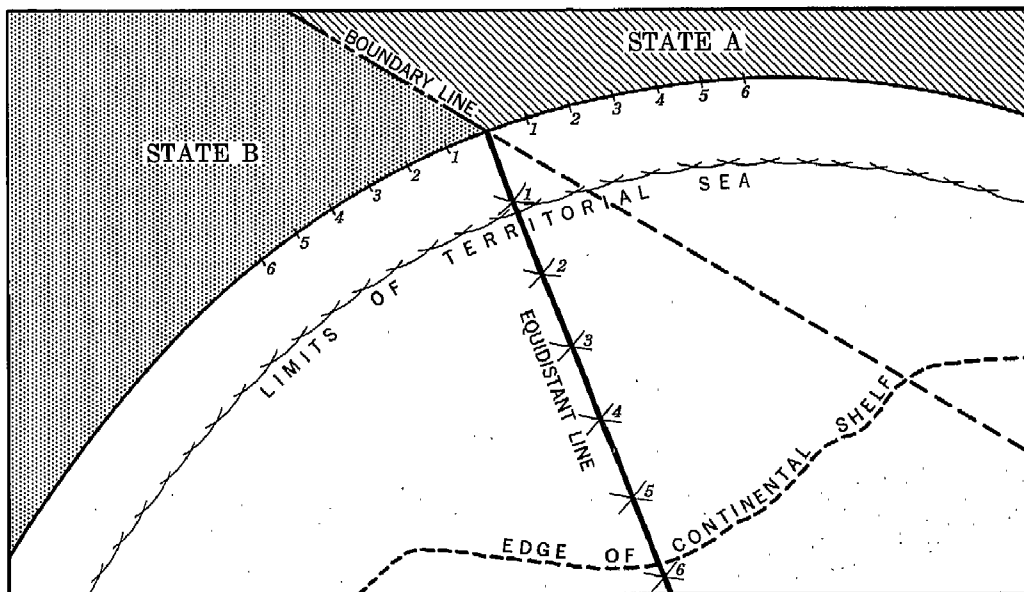 STATE A
BOUNDARY LINE
STATE B
1 2 3 4 5 6
1 2 3 4 5 6
LIMITS OF TERRITORIAL SEA
1
2
3
4
5
6
EQUIDISTANT LINE
EDGE OF CONTINENTAL SHELF